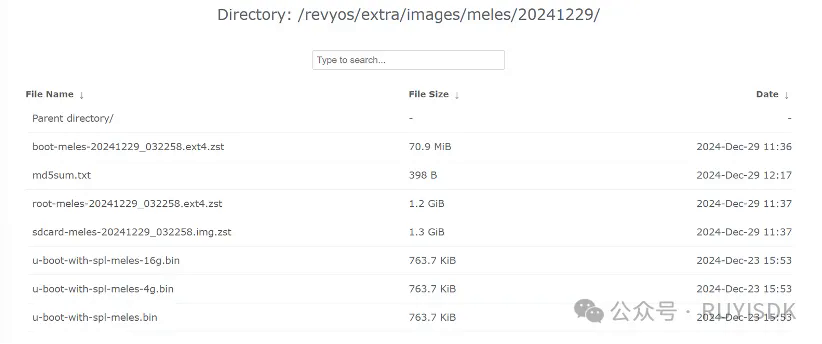 Directory: /revyos/extra/images/meles/20241229/
Type to search...
File Name ↓ File Size ↓ Date ↓
Parent directory/ - -
boot-meles-20241229_032258.ext4.zst 70.9 MiB 2024-Dec-29 11:36
md5sum.txt 398 B 2024-Dec-29 12:17
root-meles-20241229_032258.ext4.zst 1.2 GiB 2024-Dec-29 11:37
sdcard-meles-20241229_032258.img.zst 1.3 GiB 2024-Dec-29 11:37
u-boot-with-spl-meles-16g.bin 763.7 KiB 2024-Dec-23 15:53
u-boot-with-spl-meles-4g.bin 763.7 KiB 2024-Dec-23 15:53
u-boot-with-spl-meles.bin 763.7 KiB 2024-Dec-23 15:53
公众号 · RUYISDK